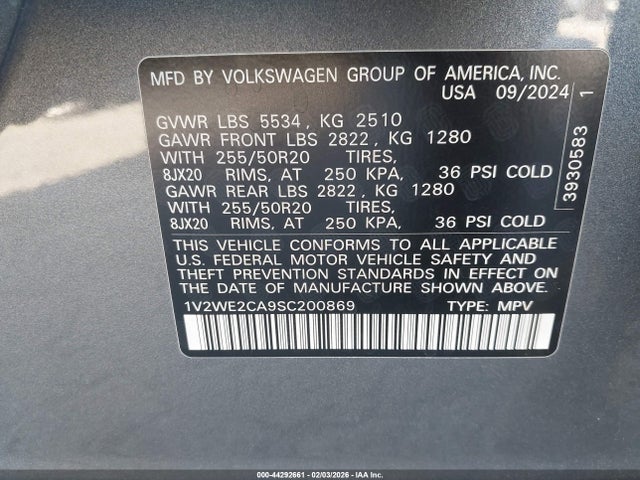 MFD BY VOLKSWAGEN GROUP OF AMERICA, INC.
USA 09/2024
GVWR LBS 5534 , KG 2510
GAWR FRONT LBS 2822 , KG 1280
WITH 255/50R20 TIRES,
8JX20 RIMS, AT 250 KPA, 36 PSI COLD
GAWR REAR LBS 2822 , KG 1280
WITH 255/50R20 TIRES,
8JX20 RIMS, AT 250 KPA, 36 PSI COLD
THIS VEHICLE CONFORMS TO ALL APPLICABLE
U.S. FEDERAL MOTOR VEHICLE SAFETY AND
THEFT PREVENTION STANDARDS IN EFFECT ON
THE DATE OF MANUFACTURE SHOWN ABOVE.
1V2WE2CA9SC200869 TYPE: MPV
3930583 1
000-44292661 - 02/03/2026 - IAA Inc.